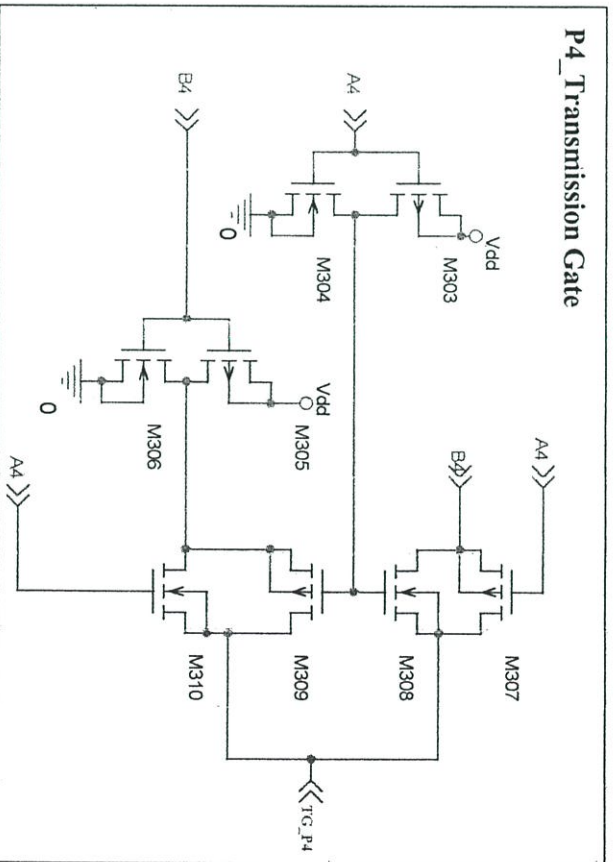 P4_Transmission Gate
A4
Vdd
M303
M304
0
B4
Vdd
M305
M306
0
A4
B4
M307
M308
M309
M310
A4
TG_P4